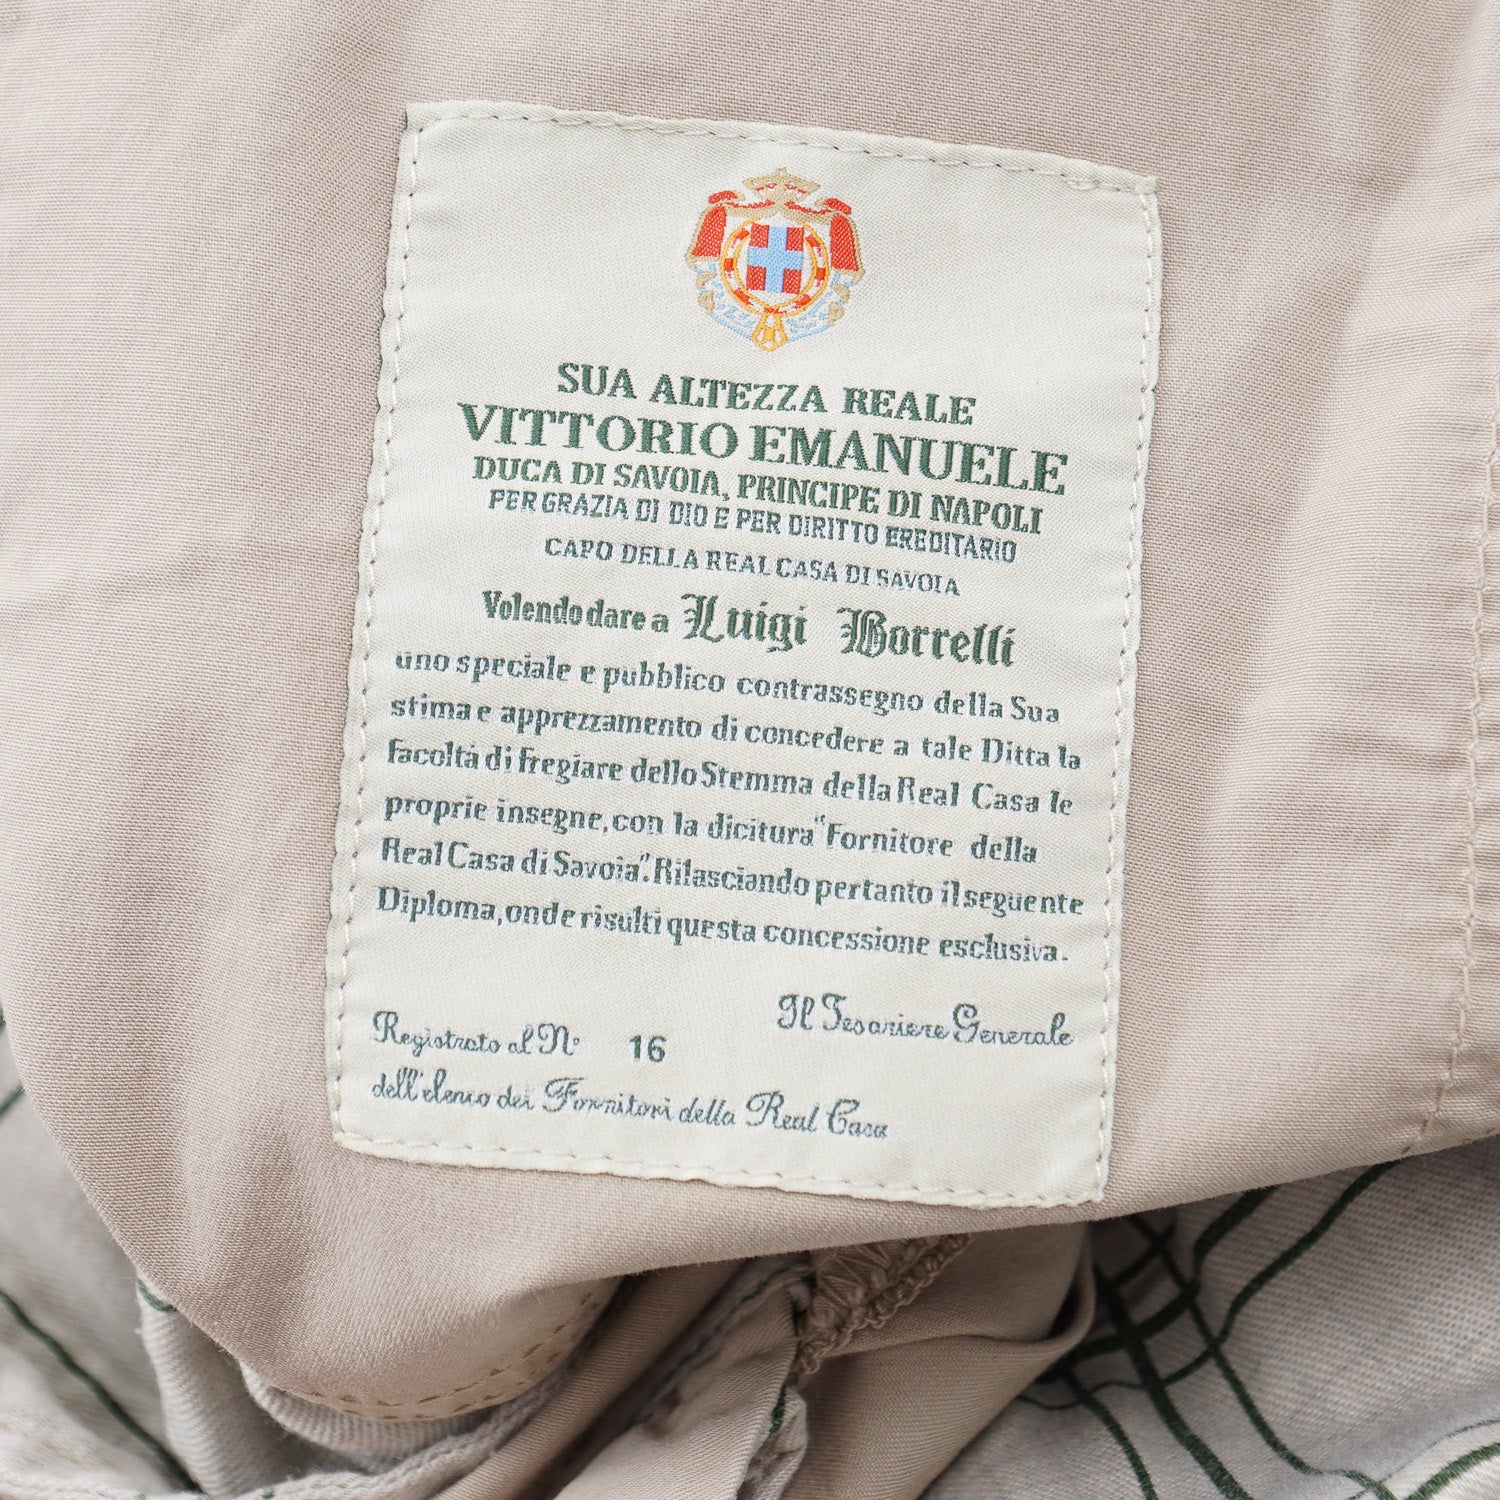 SUA ALTEZZA REALE
VITTORIO EMANUELE
DUCA DI SAVOIA, PRINCIPE DI NAPOLI
PER GRAZIA DI DIO E PER DIRITTO EREDITARIO
CAPO DELLA REAL CASA DI SAVOIA
Volendo dare a Luigi Borrelli
uno speciale e pubblico contrassegno della Sua
stima e apprezzamento di concedere a tale Ditta la
facoltà di fregiare dello Stemma della Real Casa le
proprie insegne, con la dicitura "Fornitore della
Real Casa di Savoia". Rilasciando pertanto il seguente
Diploma, onde risulti questa concessione esclusiva.
Il Tesoriere Generale
Registrato al Nº 16
dell'elenco dei Fornitori della Real Casa